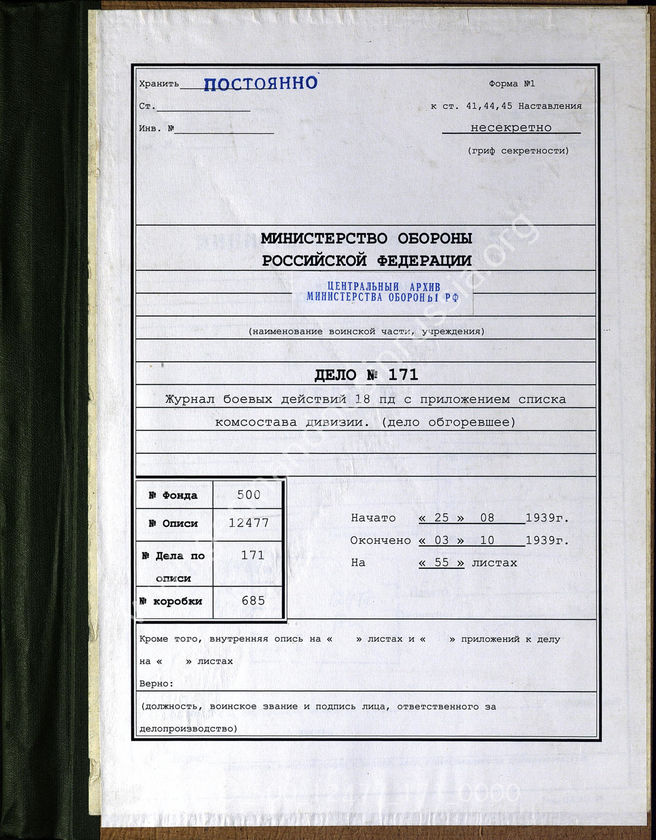 Хранить ПОСТОЯННО
Форма №1
Ст.
к ст. 41,44,45 Наставления
Инв. №
несекретно
(гриф секретности)
МИНИСТЕРСТВО ОБОРОНЫ
РОССИЙСКОЙ ФЕДЕРАЦИИ
ЦЕНТРАЛЬНЫЙ АРХИВ
МИНИСТЕРСТВА ОБОРОНЫ РФ
(наименование воинской части, учреждения)
ДЕЛО № 171
Журнал боевых действий 18 пд с приложением списка
комсостава дивизии. (дело обгоревшее)
№ Фонда 500
№ Описи 12477
№ Дела по описи 171
№ коробки 685
Начато « 25 » 08 1939г.
Окончено « 03 » 10 1939г.
На « 55 » листах
Кроме того, внутренняя опись на « » листах и « » приложений к делу
на « » листах
Верно:
(должность, воинское звание и подпись лица, ответственного за
делопроизводство)